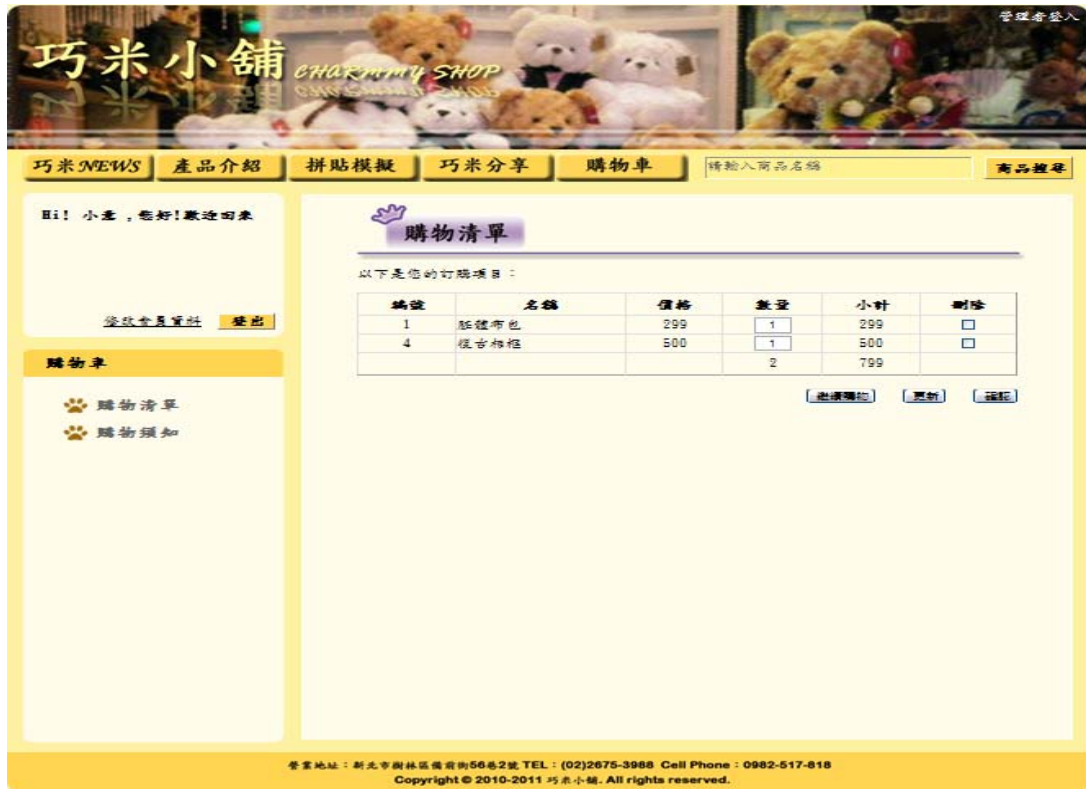 管理者登入
巧米小舖 CHARMMY SHOP
巧米NEWS 產品介紹 拼貼模擬 巧米分享 購物車 請輸入商品名稱 商品搜尋
Hi! 小童 , 您好!歡迎回來
修改會員資料 登出
購物車
購物清單
購物須知
購物清單
以下是您的訂購項目：
編號 名稱 價格 數量 小計 刪除
1 胚體布包 299 1 299
4 復古相框 500 1 500
2 799
繼續購物 更新 確認
營業地址：新北市樹林區備前街56巷2號 TEL：(02)2675-3988 Cell Phone：0982-517-818
Copyright © 2010-2011 巧米小舖. All rights reserved.